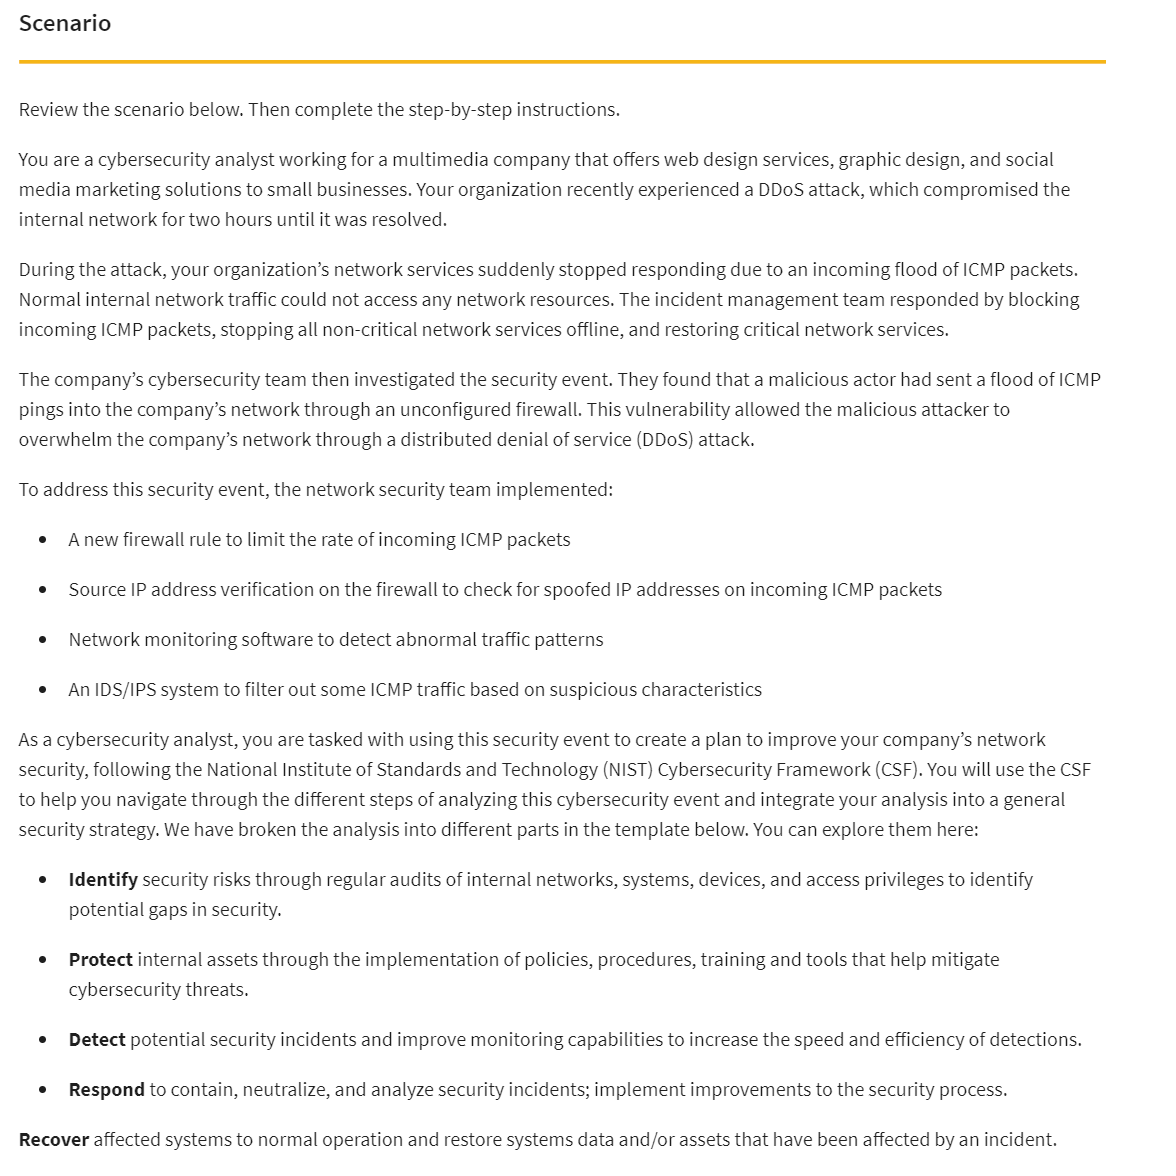 Scenario
Review the scenario below. Then complete the step-by-step instructions.
You are a cybersecurity analyst working for a multimedia company that offers web design services, graphic design, and social
media marketing solutions to small businesses. Your organization recently experienced a DDoS attack, which compromised the
internal network for two hours until it was resolved.
During the attack, your organization’s network services suddenly stopped responding due to an incoming flood of ICMP packets.
Normal internal network traffic could not access any network resources. The incident management team responded by blocking
incoming ICMP packets, stopping all non-critical network services offline, and restoring critical network services.
The company’s cybersecurity team then investigated the security event. They found that a malicious actor had sent a flood of ICMP
pings into the company’s network through an unconfigured firewall. This vulnerability allowed the malicious attacker to
overwhelm the company’s network through a distributed denial of service (DDoS) attack.
To address this security event, the network security team implemented:
• A new firewall rule to limit the rate of incoming ICMP packets
• Source IP address verification on the firewall to check for spoofed IP addresses on incoming ICMP packets
• Network monitoring software to detect abnormal traffic patterns
• An IDS/IPS system to filter out some ICMP traffic based on suspicious characteristics
As a cybersecurity analyst, you are tasked with using this security event to create a plan to improve your company’s network
security, following the National Institute of Standards and Technology (NIST) Cybersecurity Framework (CSF). You will use the CSF
to help you navigate through the different steps of analyzing this cybersecurity event and integrate your analysis into a general
security strategy. We have broken the analysis into different parts in the template below. You can explore them here:
• Identify security risks through regular audits of internal networks, systems, devices, and access privileges to identify
potential gaps in security.
• Protect internal assets through the implementation of policies, procedures, training and tools that help mitigate
cybersecurity threats.
• Detect potential security incidents and improve monitoring capabilities to increase the speed and efficiency of detections.
• Respond to contain, neutralize, and analyze security incidents; implement improvements to the security process.
Recover affected systems to normal operation and restore systems data and/or assets that have been affected by an incident.